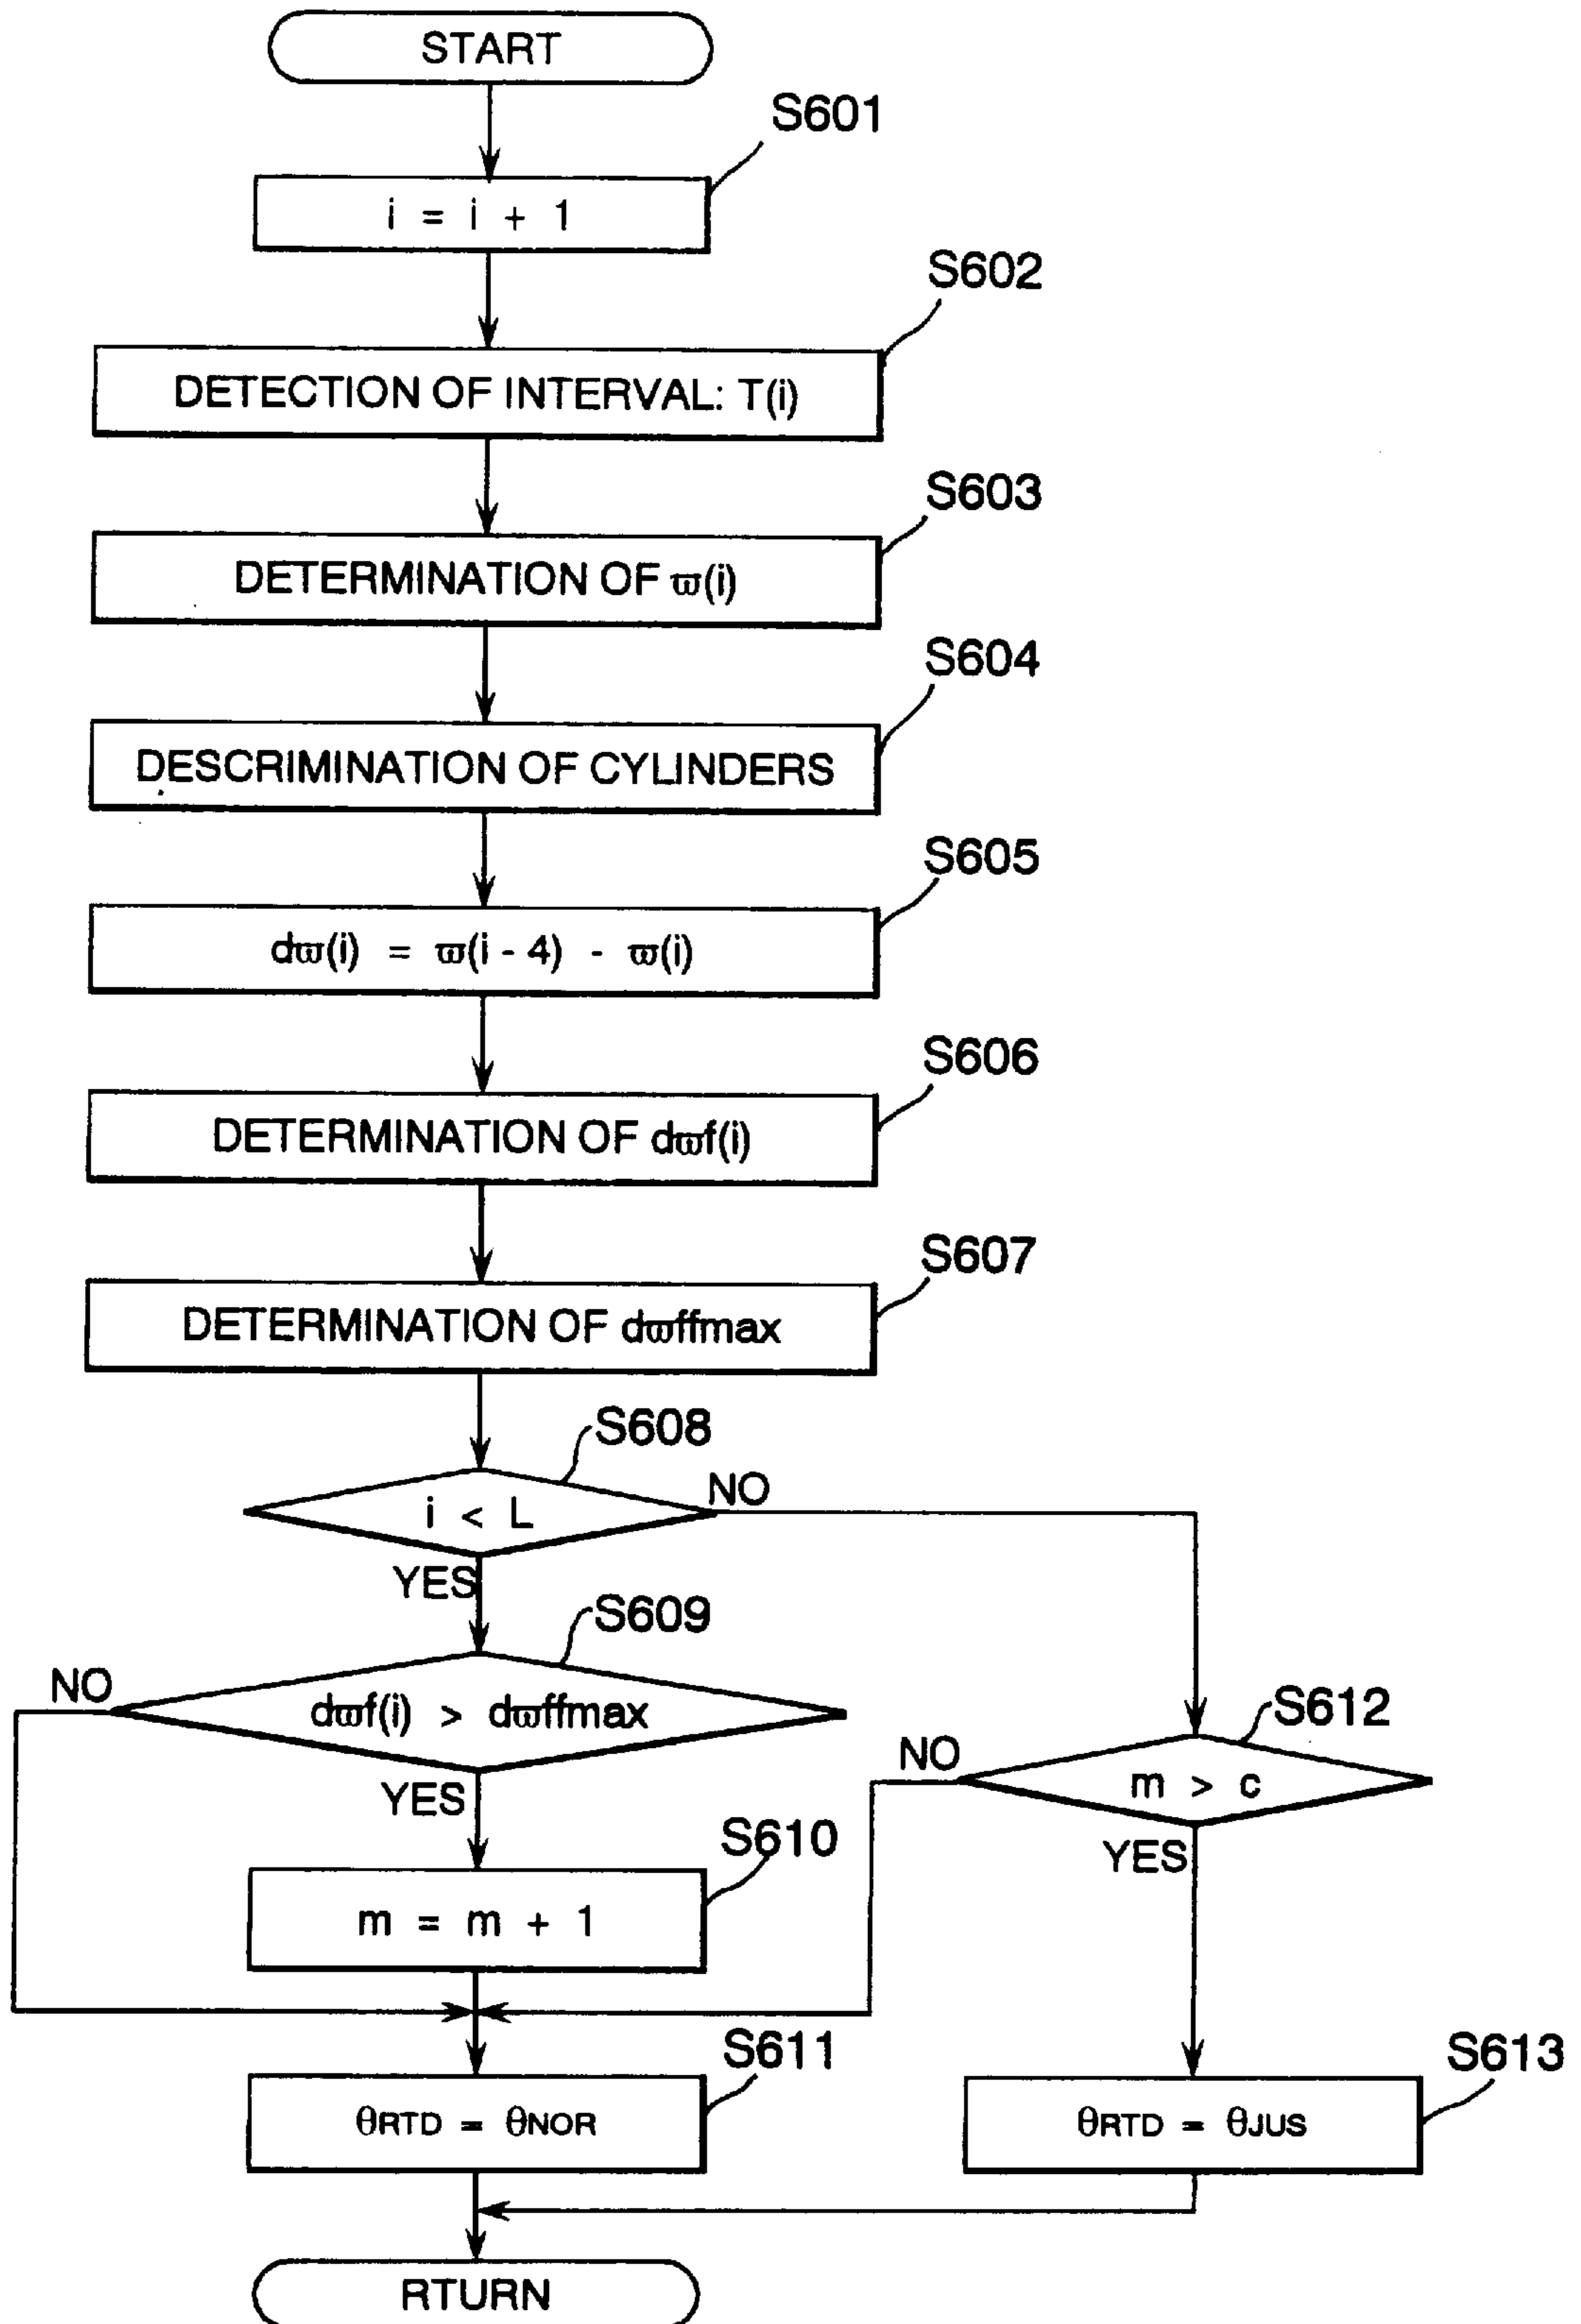 START
S601
i = i + 1
S602
DETECTION OF INTERVAL: T(i)
S603
DETERMINATION OF ϖ(i)
S604
DESCRIMINATION OF CYLINDERS
S605
dϖ(i) = ϖ(i - 4) - ϖ(i)
S606
DETERMINATION OF dϖf(i)
S607
DETERMINATION OF dϖffmax
S608
i < L
NO
YES
S609
NO
dϖf(i) > dϖffmax
S612
NO
m > c
YES
YES
S610
m = m + 1
S611
θRTD = θNOR
S613
θRTD = θJUS
RTURN